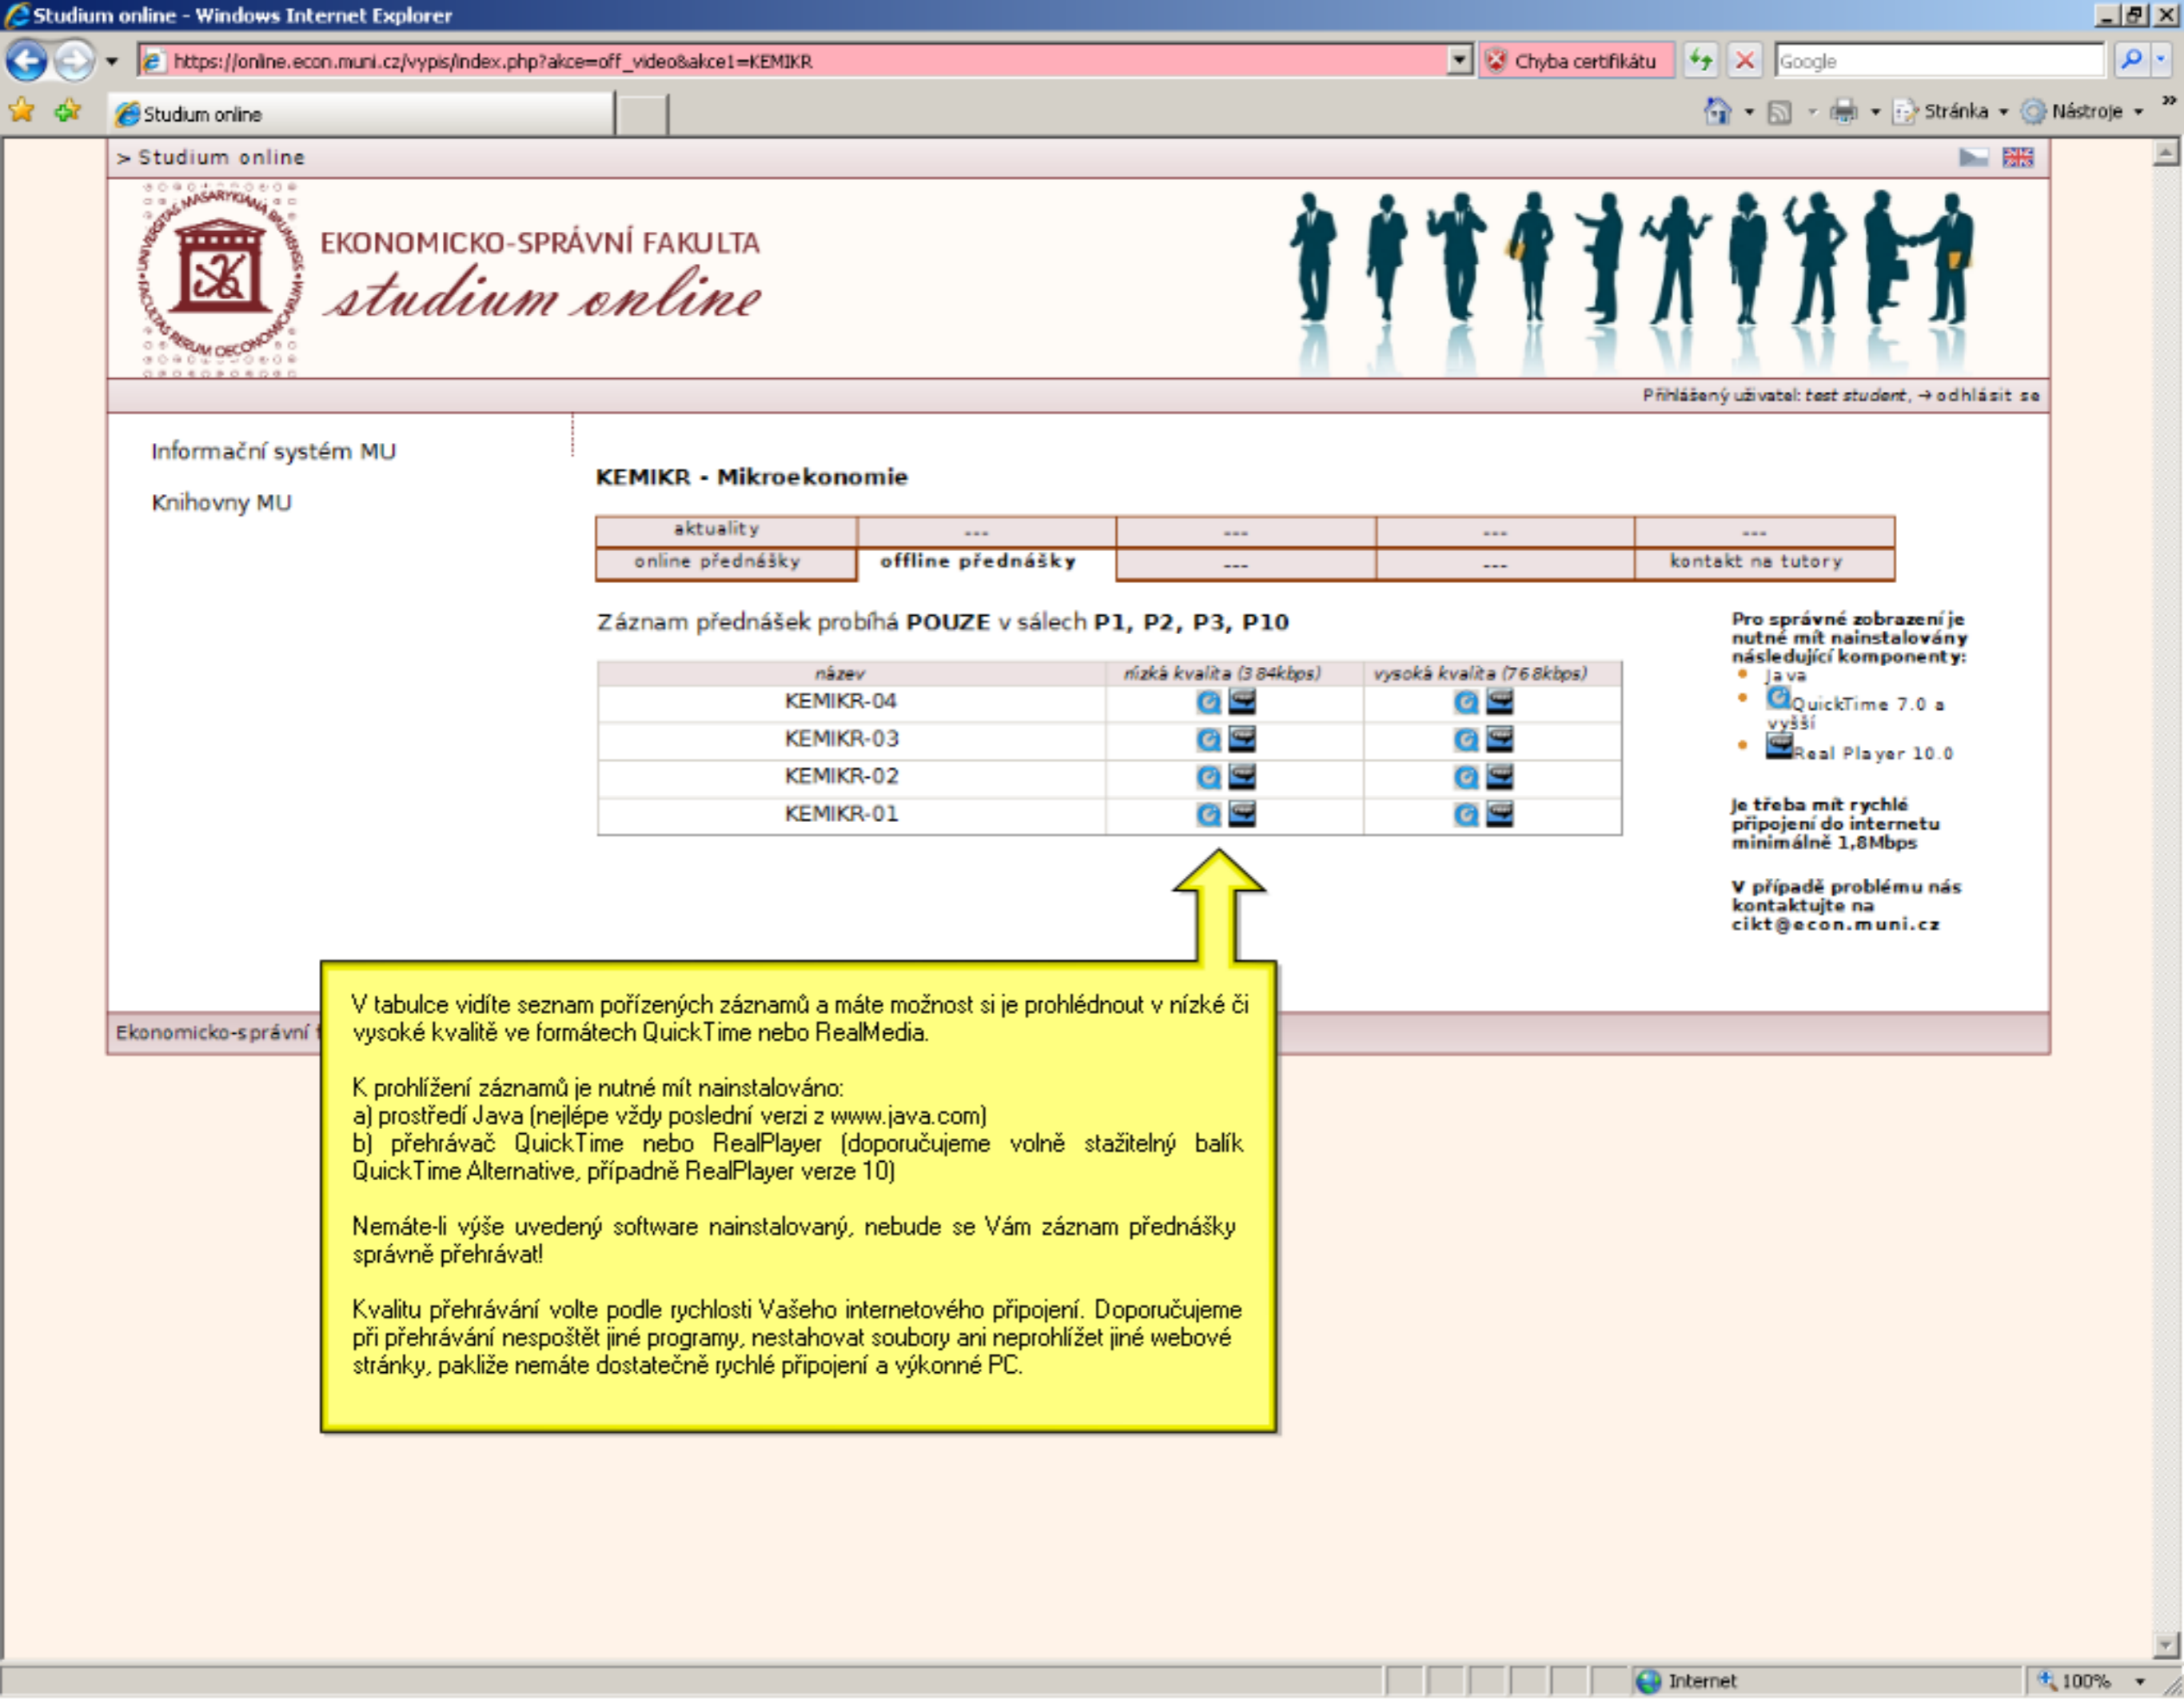 Studium online - Windows Internet Explorer
https://online.econ.muni.cz/vypis/index.php?akce=off_video&akce1=KEMIKR
Chyba certifikátu
Google
Studium online
Stránka
Nástroje
> Studium online
UNIVERSITAS MASARYKIANA BRUNENSIS
FACULTAS RERUM OECONOMICARUM
EKONOMICKO-SPRÁVNÍ FAKULTA
studium online
Přihlášený uživatel: test student, → odhlásit se
Informační systém MU
Knihovny MU
KEMIKR - Mikroekonomie
aktuality --- --- --- ---
online přednášky offline přednášky --- --- kontakt na tutory
Záznam přednášek probíhá POUZE v sálech P1, P2, P3, P10
název nízká kvalita (384kbps) vysoká kvalita (768kbps)
KEMIKR-04
KEMIKR-03
KEMIKR-02
KEMIKR-01
Pro správné zobrazení je
nutné mít nainstalovány
následující komponenty:
Java
QuickTime 7.0 a
vyšší
Real Player 10.0
Je třeba mít rychlé
připojení do internetu
minimálně 1,8Mbps
V případě problému nás
kontaktujte na
cikt@econ.muni.cz
Ekonomicko-správní
V tabulce vidíte seznam pořízených záznamů a máte možnost si je prohlédnout v nízké či
vysoké kvalitě ve formátech QuickTime nebo RealMedia.
K prohlížení záznamů je nutné mít nainstalováno:
a) prostředí Java (nejlépe vždy poslední verzi z www.java.com)
b) přehrávač QuickTime nebo RealPlayer (doporučujeme volně stažitelný balík
QuickTime Alternative, případně RealPlayer verze 10)
Nemáte-li výše uvedený software nainstalovaný, nebude se Vám záznam přednášky
správně přehrávat!
Kvalitu přehrávání volte podle rychlosti Vašeho internetového připojení. Doporučujeme
při přehrávání nespoštět jiné programy, nestahovat soubory ani neprohlížet jiné webové
stránky, pakliže nemáte dostatečně rychlé připojení a výkonné PC.
Internet
100%